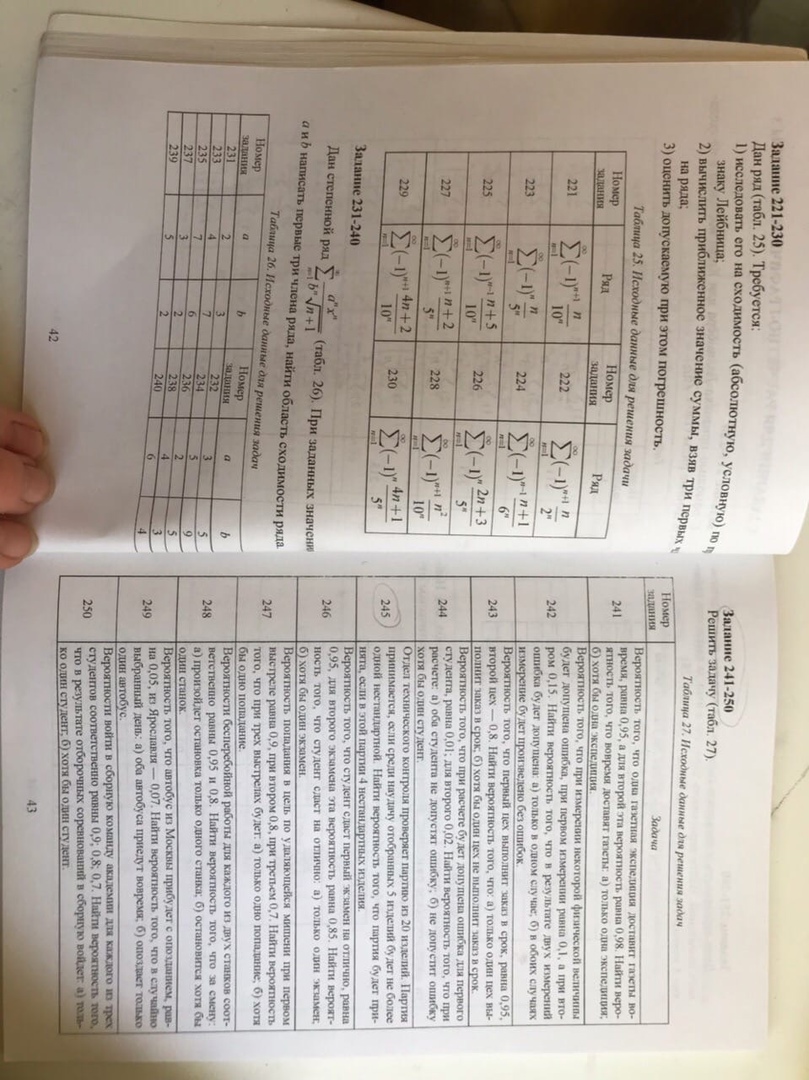 Задание 221-230
Дан ряд (табл. 25). Требуется:
1) исследовать его на сходимость (абсолютную, условную) по
знаку Лейбница;
2) вычислить приближенное значение суммы, взяв три первых
на ряда;
3) оценить допускаемую при этом погрешность.
Таблица 25. Исходные данные для решения задачи
Номер задания Ряд Номер задания Ряд
221 \sum_{n=1}^{\infty}(-1)^{n+1}\frac{n}{10^n} 222 \sum_{n=1}^{\infty}(-1)^{n+1}\frac{n}{2^n}
223 \sum_{n=1}^{\infty}(-1)^{n}\frac{n}{5^n} 224 \sum_{n=1}^{\infty}(-1)^{n-1}\frac{n+1}{6^n}
225 \sum_{n=1}^{\infty}(-1)^{n-1}\frac{n+5}{10^n} 226 \sum_{n=1}^{\infty}(-1)^{n}\frac{2n+3}{5^n}
227 \sum_{n=1}^{\infty}(-1)^{n+1}\frac{n+2}{5^n} 228 \sum_{n=1}^{\infty}(-1)^{n+1}\frac{n^2}{10^n}
229 \sum_{n=1}^{\infty}(-1)^{n+1}\frac{4n+2}{10^n} 230 \sum_{n=1}^{\infty}(-1)^{n}\frac{4n+1}{5^n}
Задание 231-240
Дан степенной ряд \sum_{n=1}^{\infty}\frac{a^n x^n}{b^n\sqrt{n+1}} (табл. 26). При заданных значени
a и b написать первые три члена ряда, найти область сходимости ряда.
Таблица 26. Исходные данные для решения задач
Номер задания a b Номер задания a b
231 2 3 232 3 5
233 4 7 234 5 9
235 7 6 236 2 5
237 3 2 238 4 3
239 5 2 240 6 4
42
Задание 241-250
Решить задачу (табл. 27).
Таблица 27. Исходные данные для решения задач
Номер
задания
Задача
241
Вероятность того, что одна газетная экспедиция доставит газеты во-
время, равна 0,95, а для второй эта вероятность равна 0,98. Найти веро-
ятность того, что вовремя доставят газеты: а) только одна экспедиция;
б) хотя бы одна экспедиция.
242
Вероятность того, что при измерении некоторой физической величины
будет допущена ошибка, при первом измерении равна 0,1, а при вто-
ром 0,15. Найти вероятность того, что в результате двух измерений
ошибка будет допущена: а) только в одном случае; б) в обоих случаях
измерение будет произведено без ошибок.
243
Вероятность того, что первый цех выполнит заказ в срок, равна 0,95,
второй цех — 0,8. Найти вероятность того, что: а) только один цех вы-
полнит заказ в срок; б) хотя бы один цех не выполнит заказ в срок.
244
Вероятность того, что при расчете будет допущена ошибка для первого
студента, равна 0,01; для второго 0,02. Найти вероятность того, что при
расчете: а) оба студента не допустят ошибку; б) не допустит ошибку
хотя бы один студент.
245
Отдел технического контроля проверяет партию из 20 изделий. Партия
принимается, если среди наудачу отобранных 5 изделий будет не более
одной нестандартной. Найти вероятность того, что партия будет при-
нята, если в этой партии 4 нестандартных изделия.
246
Вероятность того, что студент сдаст первый экзамен на отлично, равна
0,95, для второго экзамена эта вероятность равна 0,85. Найти вероят-
ность того, что студент сдаст на отлично: а) только один экзамен;
б) хотя бы один экзамен.
247
Вероятность попадания в цель по удаляющейся мишени при первом
выстреле равна 0,9, при втором 0,8, при третьем 0,7. Найти вероятность
того, что при трех выстрелах будет: а) только одно попадание; б) хотя
бы одно попадание.
248
Вероятности бесперебойной работы для каждого из двух станков соот-
ветственно равны 0,95 и 0,8. Найти вероятность того, что за смену:
а) произойдет остановка только одного станка; б) остановится хотя бы
один станок.
249
Вероятность того, что автобус из Москвы прибудет с опозданием, рав-
на 0,05, из Ярославля — 0,07. Найти вероятность того, что в случайно
выбранный день: а) оба автобуса приедут вовремя; б) опоздает только
один автобус.
250
Вероятности войти в сборную команду академии для каждого из трех
студентов соответственно равны 0,9; 0,8; 0,7. Найти вероятность того,
что в результате отборочных соревнований в сборную войдет: а) толь-
ко один студент; б) хотя бы один студент.
43